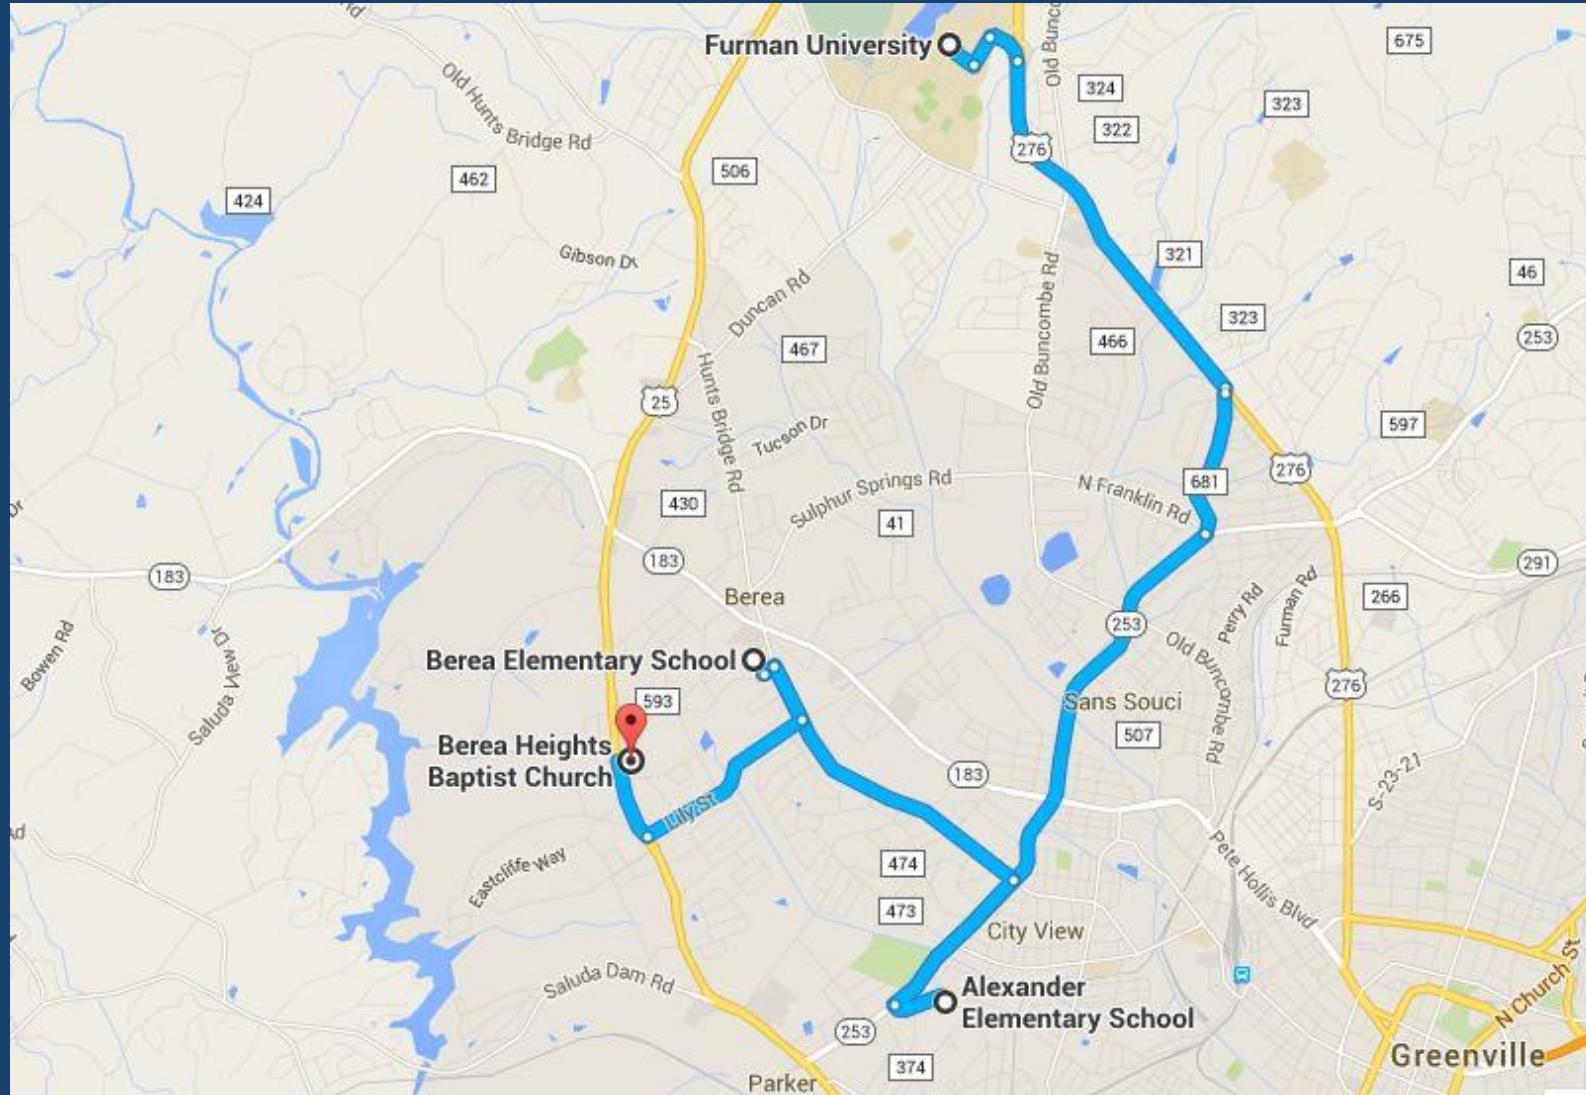 Rd
Furman University
Old Bunco
675
Old Hunts Bridge Rd
324
323
322
276
506
462
424
Gibson Dr
321
46
Duncan Rd
Old Buncombe Rd
323
253
467
466
Hunts Bridge Rd
25
Tucson Dr
597
276
Sulphur Springs Rd
N Franklin Rd
681
430
41
Dr
183
183
291
Berea
266
Perry Rd
Furman Rd
253
Bowen Rd
Saluda View Dr
Old Buncombe Rd
Berea Elementary School
276
593
Sans Souci
507
Berea Heights
Baptist Church
183
S-23-21
Lily St
Eastcliffe Way
474
Pete Hollis Blvd
473
City View
Saluda Dam Rd
Alexander
Elementary School
N Church St
253
374
Greenville
Parker